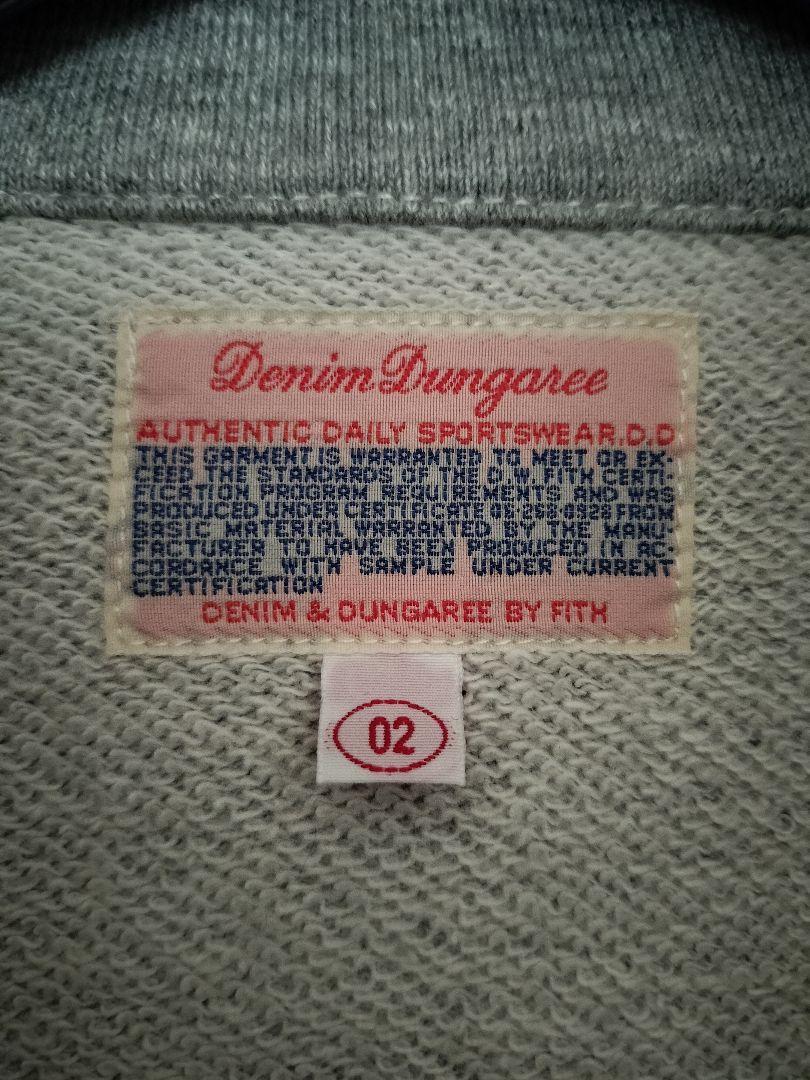 Denim Dungaree
AUTHENTIC DAILY SPORTSWEAR.D.D
THIS GARMENT IS WARRANTED TO MEET OR EX-
CEED THE STANDARDS OF THE D.W. FITH CERTI-
FICATION PROGRAM REQUIREMENTS AND WAS
PRODUCED UNDER CERTIFICATE FROM
BASIC MATERIAL WARRANTED BY THE MANU-
FACTURER TO HAVE BEEN PRODUCED IN AC-
CORDANCE WITH SAMPLE UNDER CURRENT
CERTIFICATION
DENIM & DUNGAREE BY FITH
02